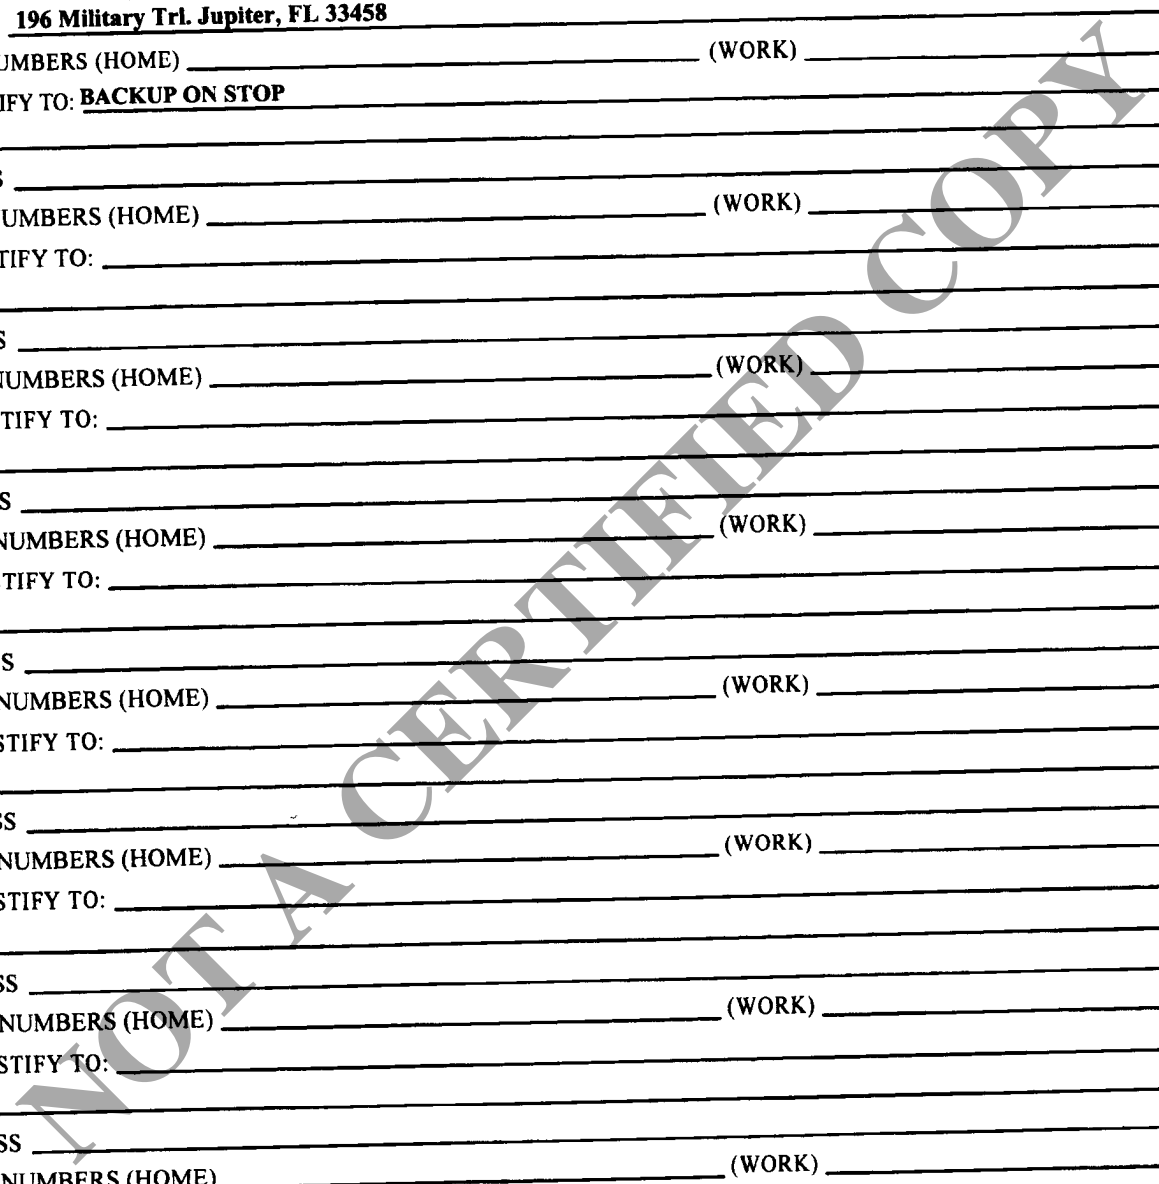 196 Military Trl. Jupiter, FL 33458
UMBERS (HOME) (WORK)
IFY TO: BACKUP ON STOP
S
UMBERS (HOME) (WORK)
TIFY TO:
S
NUMBERS (HOME) (WORK)
TIFY TO:
S
NUMBERS (HOME) (WORK)
TIFY TO:
S
NUMBERS (HOME) (WORK)
STIFY TO:
SS
NUMBERS (HOME) (WORK)
STIFY TO:
SS
NUMBERS (HOME) (WORK)
STIFY TO:
SS
NUMBERS (HOME) (WORK)
NOT A CERTIFIED COPY